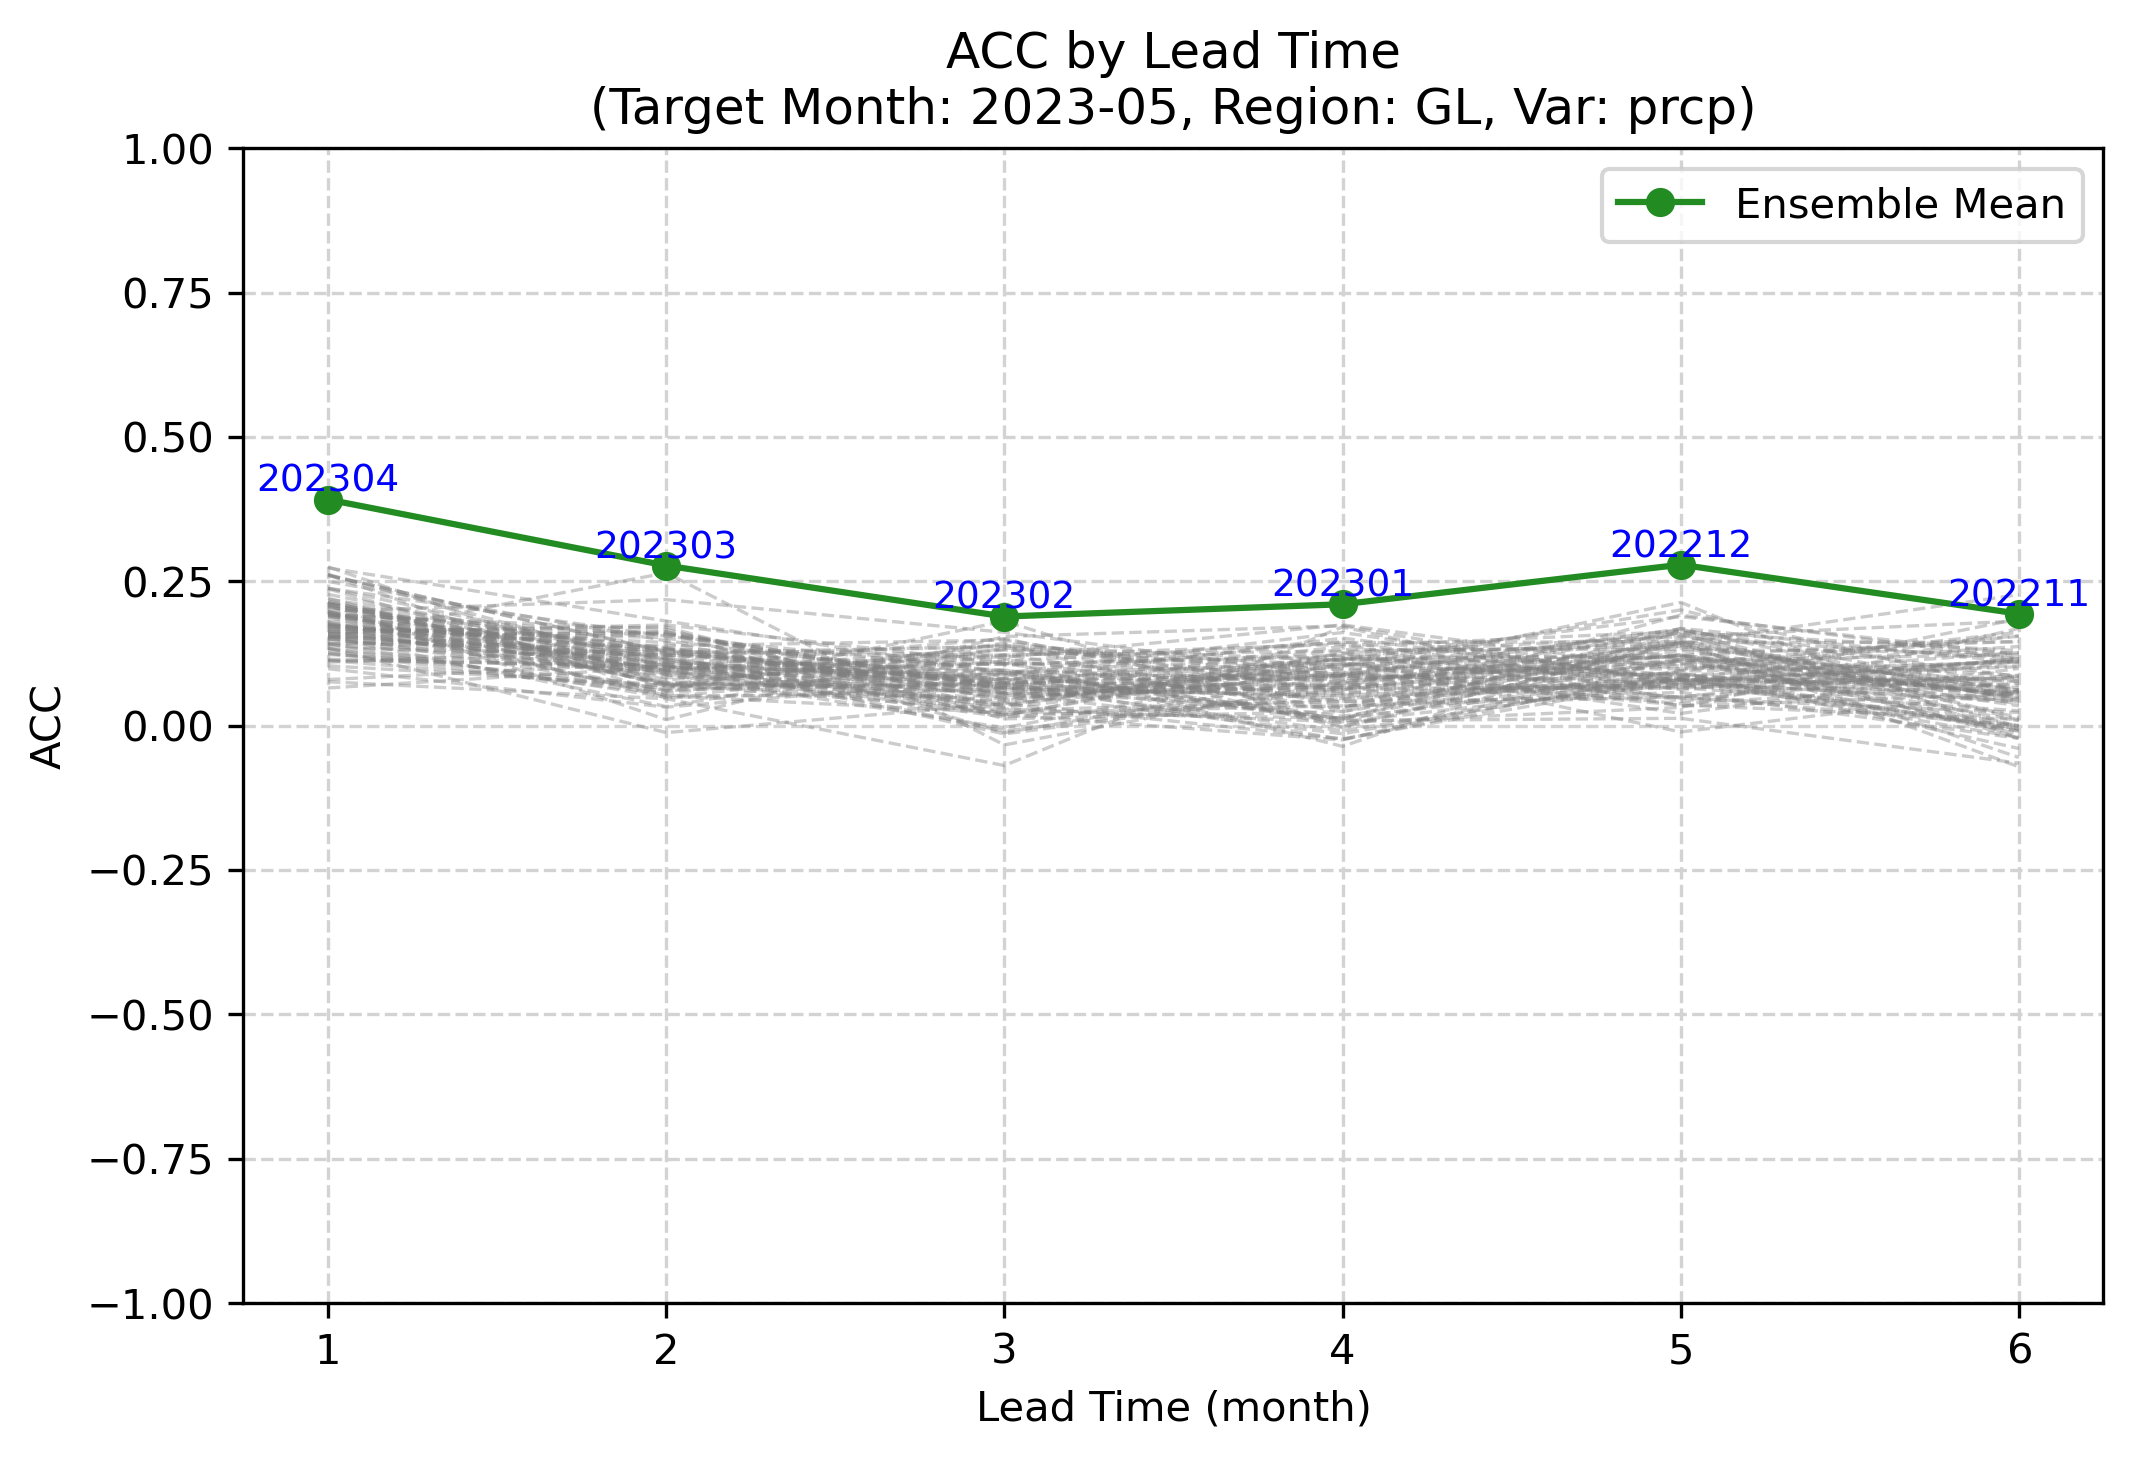 ACC by Lead Time
(Target Month: 2023-05, Region: GL, Var: prcp)
1.00
0.75
0.50
0.25
0.00
−0.25
−0.50
−0.75
−1.00
ACC
Ensemble Mean
202304
202303
202302
202301
202212
202211
1 2 3 4 5 6
Lead Time (month)